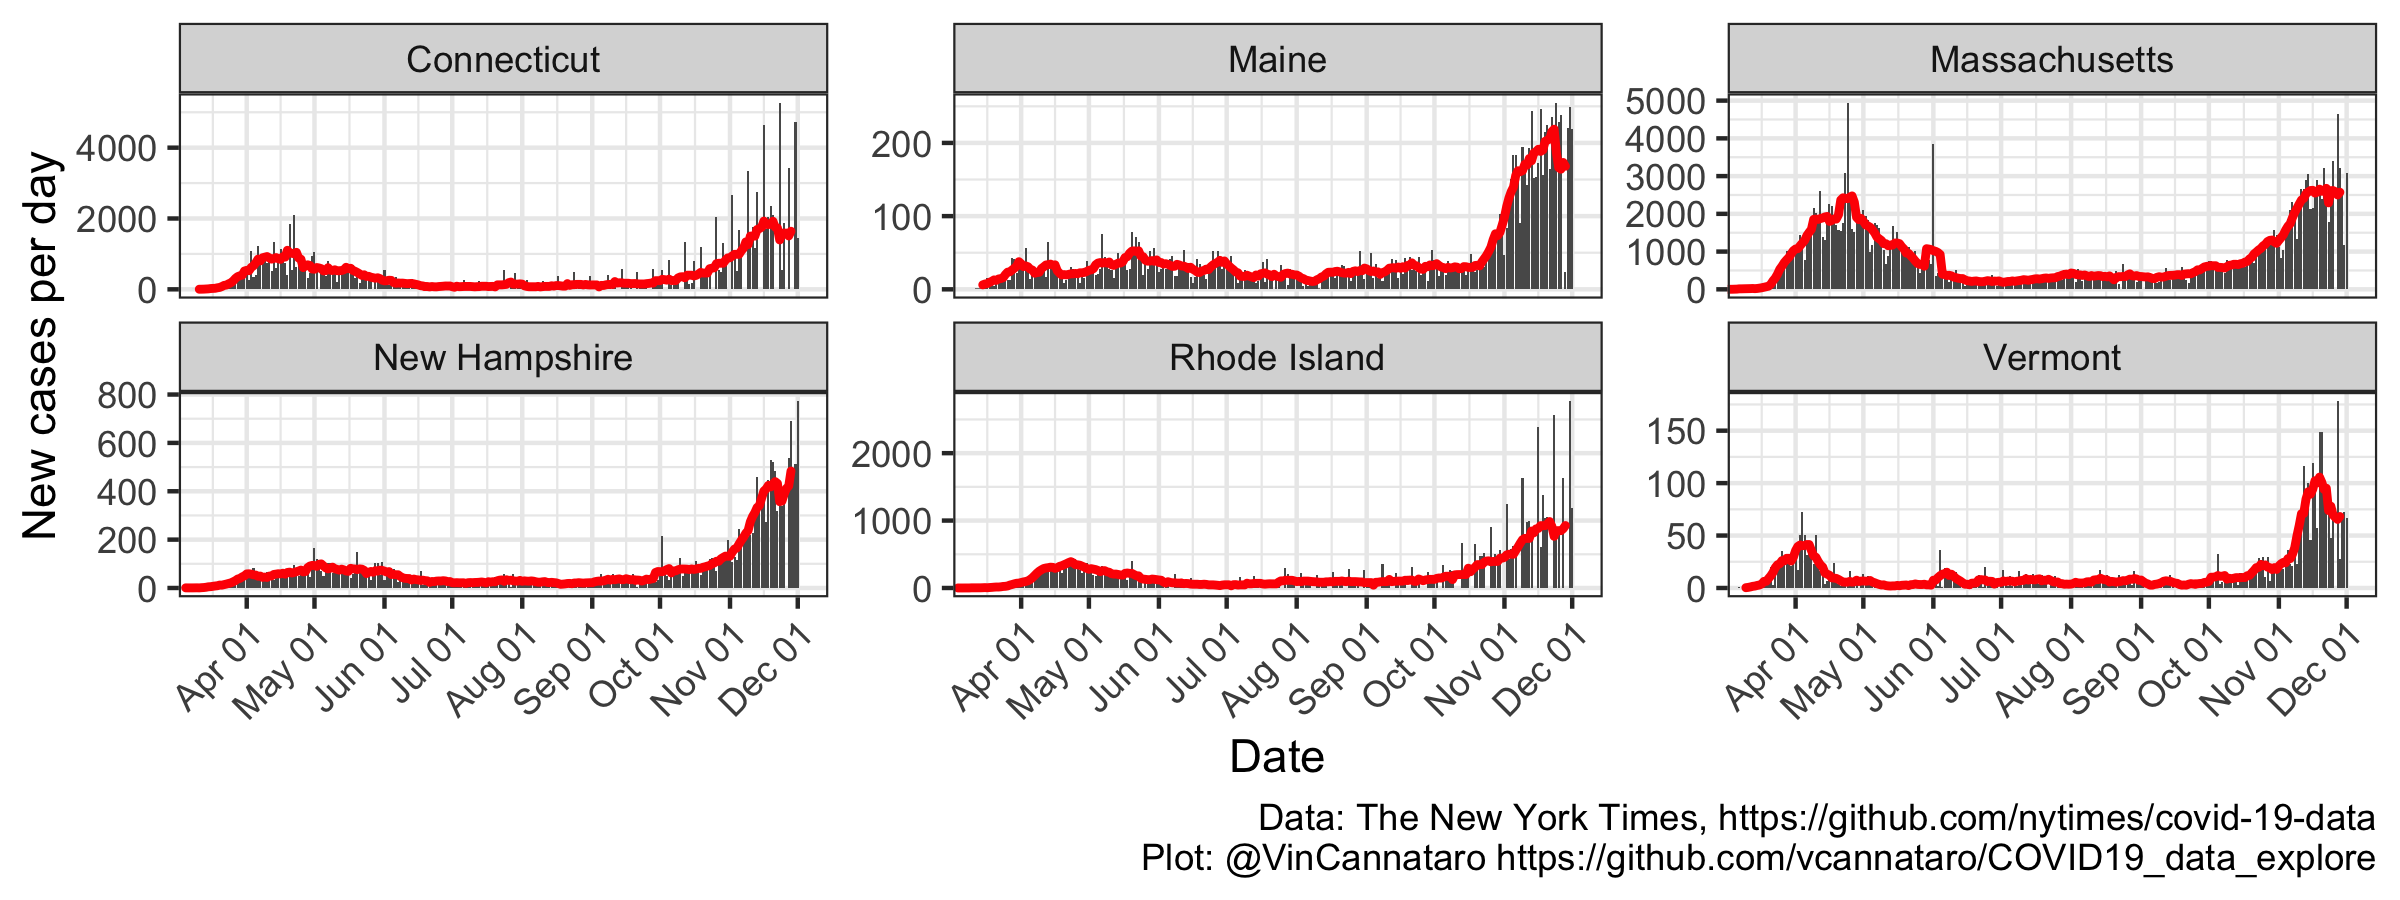 Connecticut
Maine
Massachusetts
4000
2000
0
200
100
0
5000
4000
3000
2000
1000
0
New cases per day
New Hampshire
Rhode Island
Vermont
800
600
400
200
0
2000
1000
0
150
100
50
0
Apr 01 May 01 Jun 01 Jul 01 Aug 01 Sep 01 Oct 01 Nov 01 Dec 01
Apr 01 May 01 Jun 01 Jul 01 Aug 01 Sep 01 Oct 01 Nov 01 Dec 01
Apr 01 May 01 Jun 01 Jul 01 Aug 01 Sep 01 Oct 01 Nov 01 Dec 01
Date
Data: The New York Times, https://github.com/nytimes/covid-19-data
Plot: @VinCannataro https://github.com/vcannataro/COVID19_data_explore